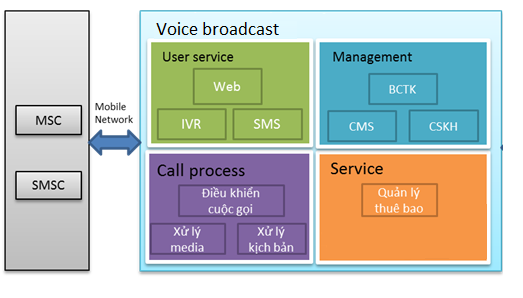 Voice broadcast
User service
Web
IVR
SMS
Management
BCTK
CMS
CSKH
Mobile
Network
MSC
SMSC
Call process
Điều khiển
cuộc gọi
Xử lý
media
Xử lý
kịch bản
Service
Quản lý
thuê bao